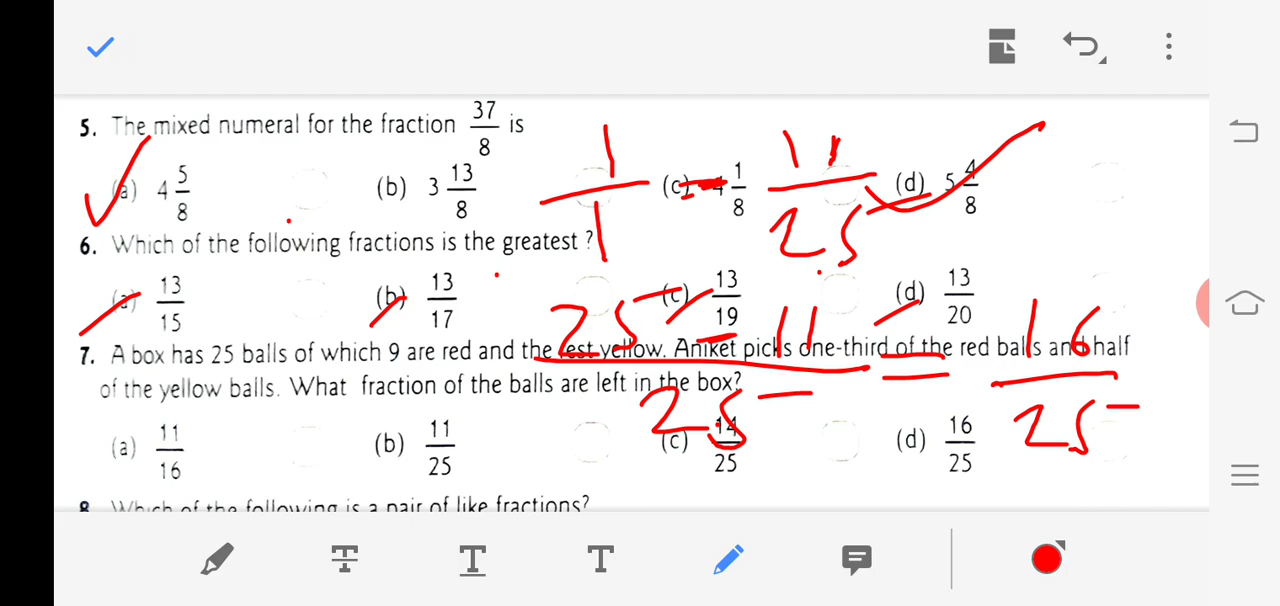 5. The mixed numeral for the fraction 37/8 is
(a) 4 5/8 (b) 3 13/8 (c) 4 1/8 (d) 5 4/8
1/1 - 11/25
6. Which of the following fractions is the greatest ?
(a) 13/15 (b) 13/17 (c) 13/19 (d) 13/20
25 - 11 / 25 = 16/25
7. A box has 25 balls of which 9 are red and the rest yellow. Aniket picks one-third of the red balls and half
of the yellow balls. What fraction of the balls are left in the box?
(a) 11/16 (b) 11/25 (c) 14/25 (d) 16/25
8. Which of the following is a pair of like fractions?
T T T